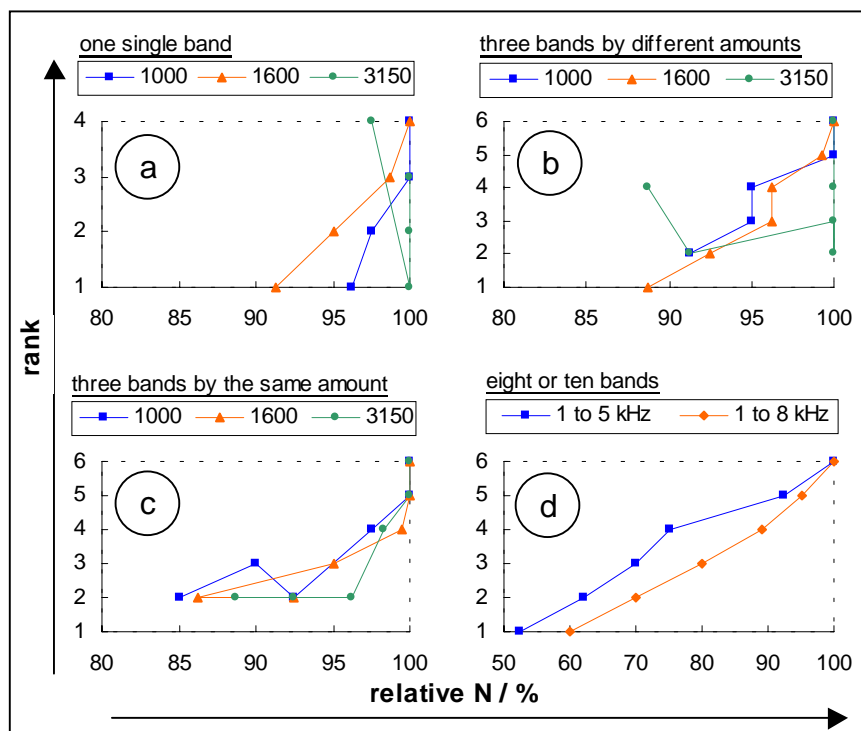 one single band
1000 1600 3150
4
3
2
1
80 85 90 95 100
a
three bands by different amounts
1000 1600 3150
6
5
4
3
2
1
80 85 90 95 100
b
rank
three bands by the same amount
1000 1600 3150
6
5
4
3
2
1
80 85 90 95 100
c
eight or ten bands
1 to 5 kHz 1 to 8 kHz
6
5
4
3
2
1
50 60 70 80 90 100
d
relative N / %